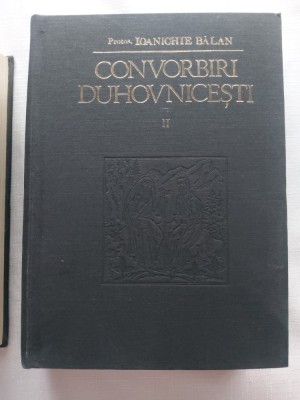 Protos. IOANICHIE BĂLAN
CONVORBIRI
DUHOVNICEȘTI
II